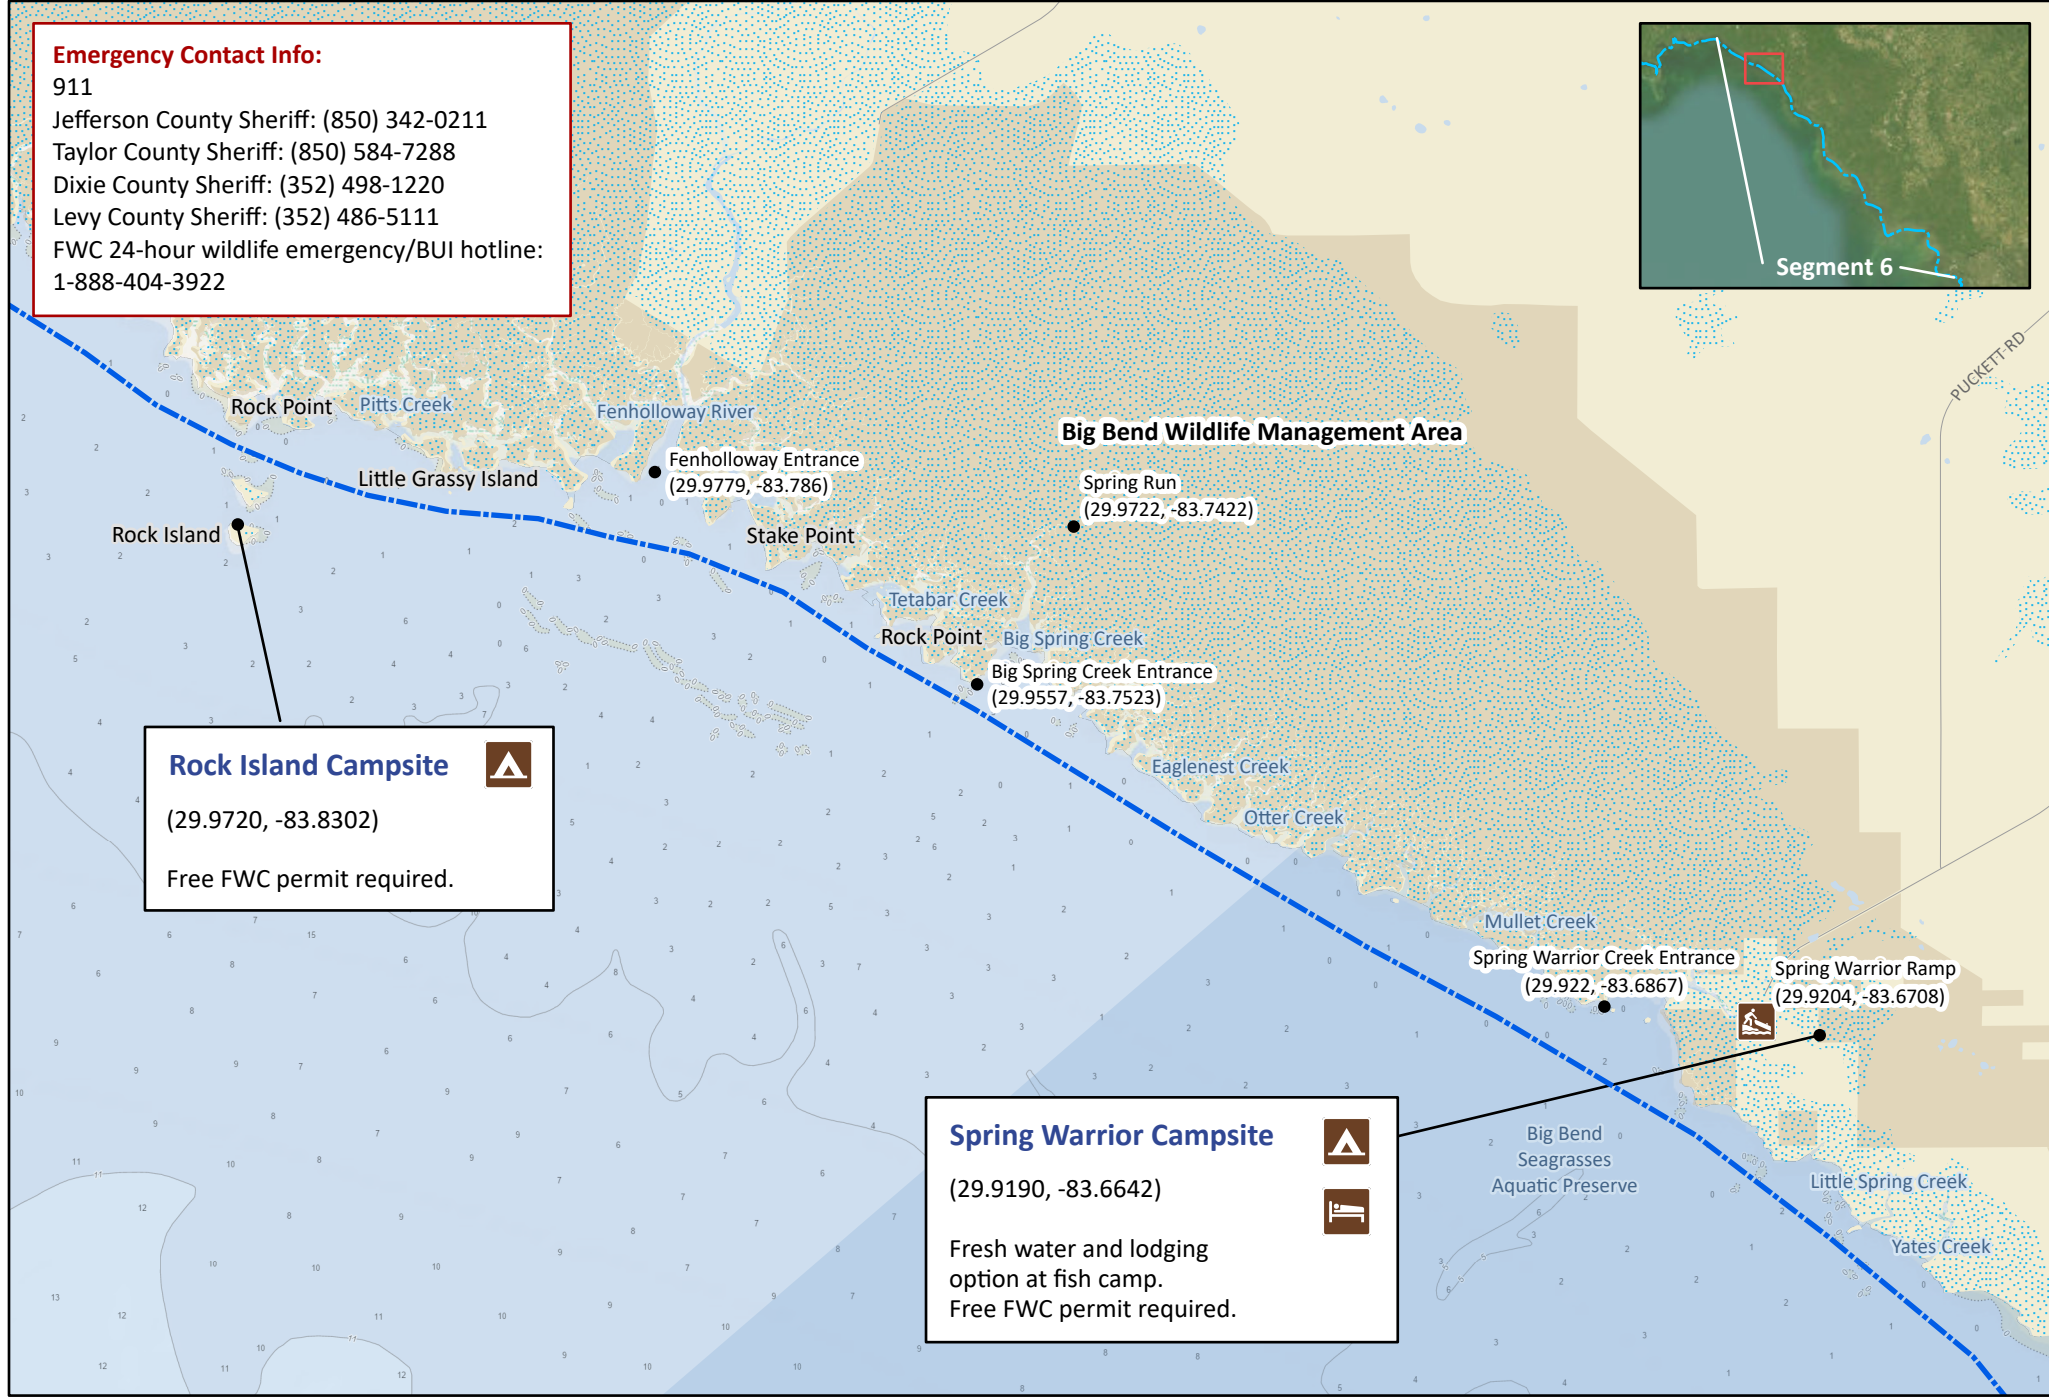 Emergency Contact Info:
911
Jefferson County Sheriff: (850) 342-0211
Taylor County Sheriff: (850) 584-7288
Dixie County Sheriff: (352) 498-1220
Levy County Sheriff: (352) 486-5111
FWC 24-hour wildlife emergency/BUI hotline:
1-888-404-3922
Segment 6
PUCKETT RD
Rock Point
Pitts Creek
Fenholloway River
Big Bend Wildlife Management Area
Fenholloway Entrance
(29.9779, -83.786)
Little Grassy Island
Spring Run
(29.9722, -83.7422)
Rock Island
Stake Point
Tetabar Creek
Rock Point
Big Spring Creek
Big Spring Creek Entrance
(29.9557, -83.7523)
Rock Island Campsite
(29.9720, -83.8302)
Free FWC permit required.
Eaglenest Creek
Otter Creek
Mullet Creek
Spring Warrior Creek Entrance
(29.922, -83.6867)
Spring Warrior Ramp
(29.9204, -83.6708)
Spring Warrior Campsite
(29.9190, -83.6642)
Fresh water and lodging
option at fish camp.
Free FWC permit required.
Big Bend
Seagrasses
Aquatic Preserve
Little Spring Creek
Yates Creek